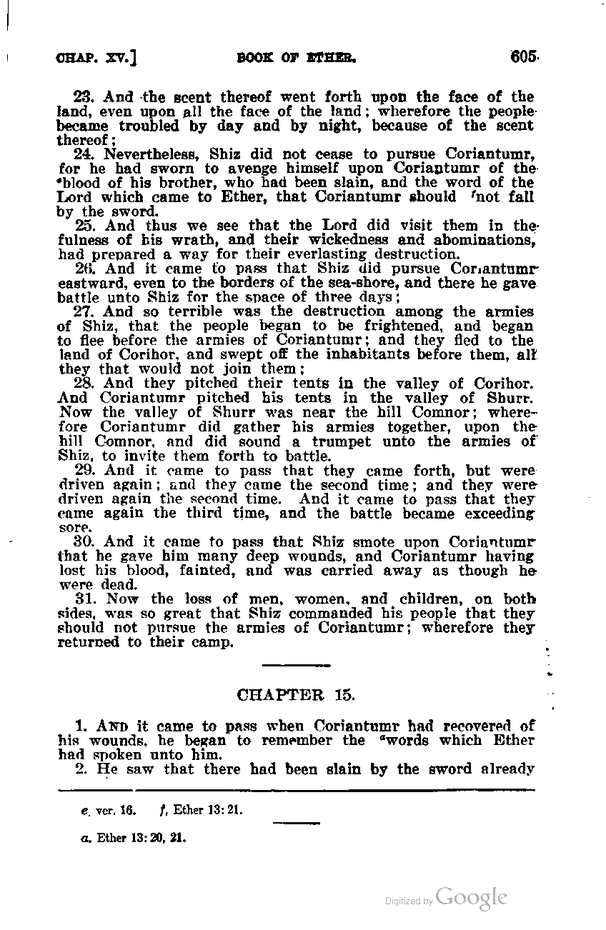 CHAP. XV.] BOOK OF ETHER. 605
23. And the scent thereof went forth upon the face of the
land, even upon all the face of the land; wherefore the people
became troubled by day and by night, because of the scent
thereof;
24. Nevertheless, Shiz did not cease to pursue Coriantumr,
for he had sworn to avenge himself upon Coriantumr of the
ᵉblood of his brother, who had been slain, and the word of the
Lord which came to Ether, that Coriantumr should ᶠnot fall
by the sword.
25. And thus we see that the Lord did visit them in the
fulness of his wrath, and their wickedness and abominations,
had prepared a way for their everlasting destruction.
26. And it came to pass that Shiz did pursue Coriantumr
eastward, even to the borders of the sea-shore, and there he gave
battle unto Shiz for the space of three days;
27. And so terrible was the destruction among the armies
of Shiz, that the people began to be frightened, and began
to flee before the armies of Coriantumr; and they fled to the
land of Corihor, and swept off the inhabitants before them, all
they that would not join them;
28. And they pitched their tents in the valley of Corihor.
And Coriantumr pitched his tents in the valley of Shurr.
Now the valley of Shurr was near the hill Comnor; where-
fore Coriantumr did gather his armies together, upon the
hill Comnor, and did sound a trumpet unto the armies of
Shiz, to invite them forth to battle.
29. And it came to pass that they came forth, but were
driven again; and they came the second time; and they were
driven again the second time. And it came to pass that they
came again the third time, and the battle became exceeding
sore.
30. And it came to pass that Shiz smote upon Coriantumr
that he gave him many deep wounds, and Coriantumr having
lost his blood, fainted, and was carried away as though he
were dead.
31. Now the loss of men, women, and children, on both
sides, was so great that Shiz commanded his people that they
should not pursue the armies of Coriantumr; wherefore they
returned to their camp.
CHAPTER 15.
1. AND it came to pass when Coriantumr had recovered of
his wounds, he began to remember the ᵃwords which Ether
had spoken unto him.
2. He saw that there had been slain by the sword already
e, ver. 16. f, Ether 13:21.
a. Ether 13:20, 21.
Digitized by Google